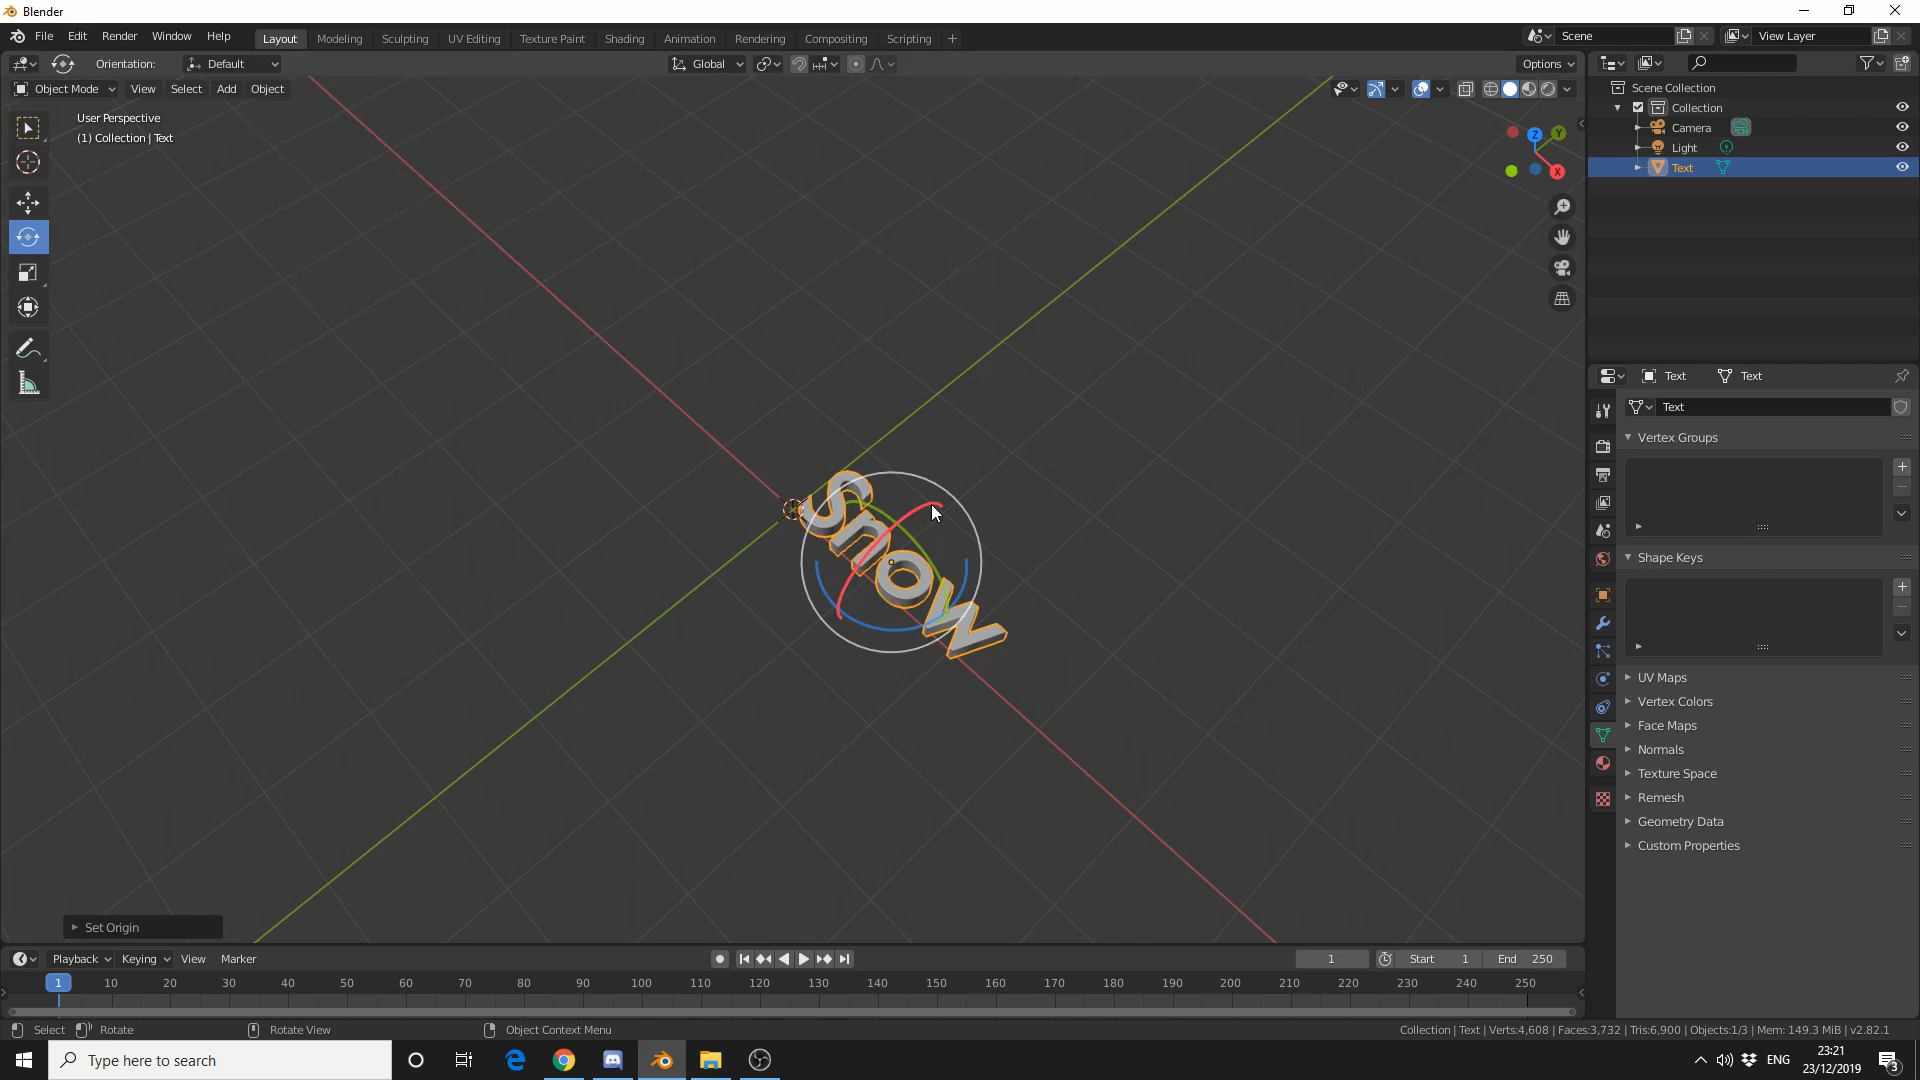 Blender
File Edit Render Window Help
Layout Modeling Sculpting UV Editing Texture Paint Shading Animation Rendering Compositing Scripting +
Scene
View Layer
Orientation: Default
Global
Options
Object Mode View Select Add Object
User Perspective
(1) Collection | Text
Z
Y
X
Snow
Set Origin
Scene Collection
Collection
Camera
Light
Text
Text Text
Text
Vertex Groups
Shape Keys
UV Maps
Vertex Colors
Face Maps
Normals
Texture Space
Remesh
Geometry Data
Custom Properties
Playback Keying View Marker
1
Start 1
End 250
1 10 20 30 40 50 60 70 80 90 100 110 120 130 140 150 160 170 180 190 200 210 220 230 240 250
Select Rotate Rotate View Object Context Menu
Collection | Text | Verts:4,608 | Faces:3,732 | Tris:6,900 | Objects:1/3 | Mem: 149.3 MiB | v2.82.1
Type here to search
ENG
23:21
23/12/2019
3